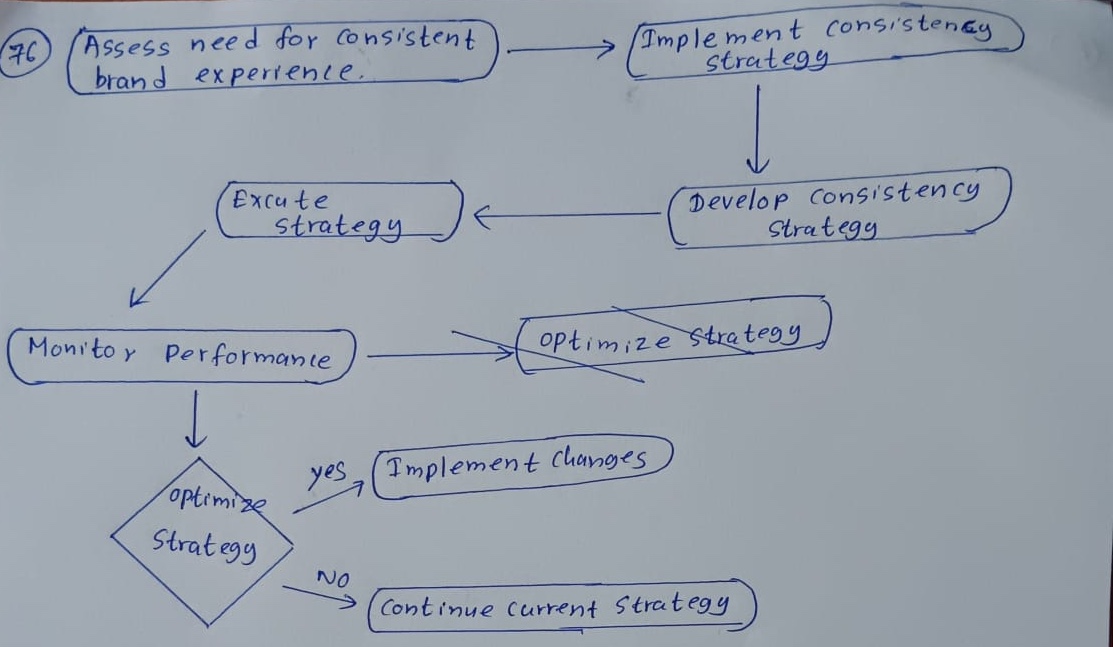 76
Assess need for consistent
brand experience.
Implement consistency
strategy
Develop consistency
strategy
Excute
strategy
Monitor performance
optimize strategy
optimize
strategy
yes
Implement changes
NO
continue current strategy